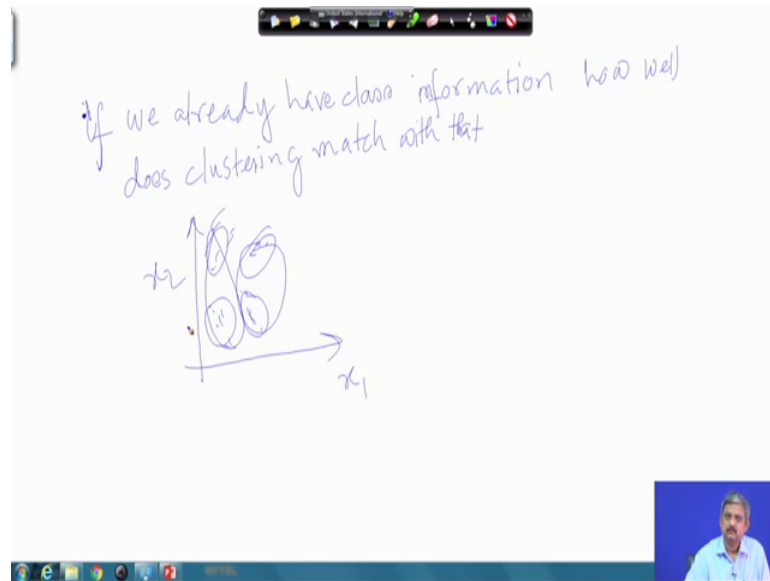 If we already have class information how well
does clustering match with that
x2
x1